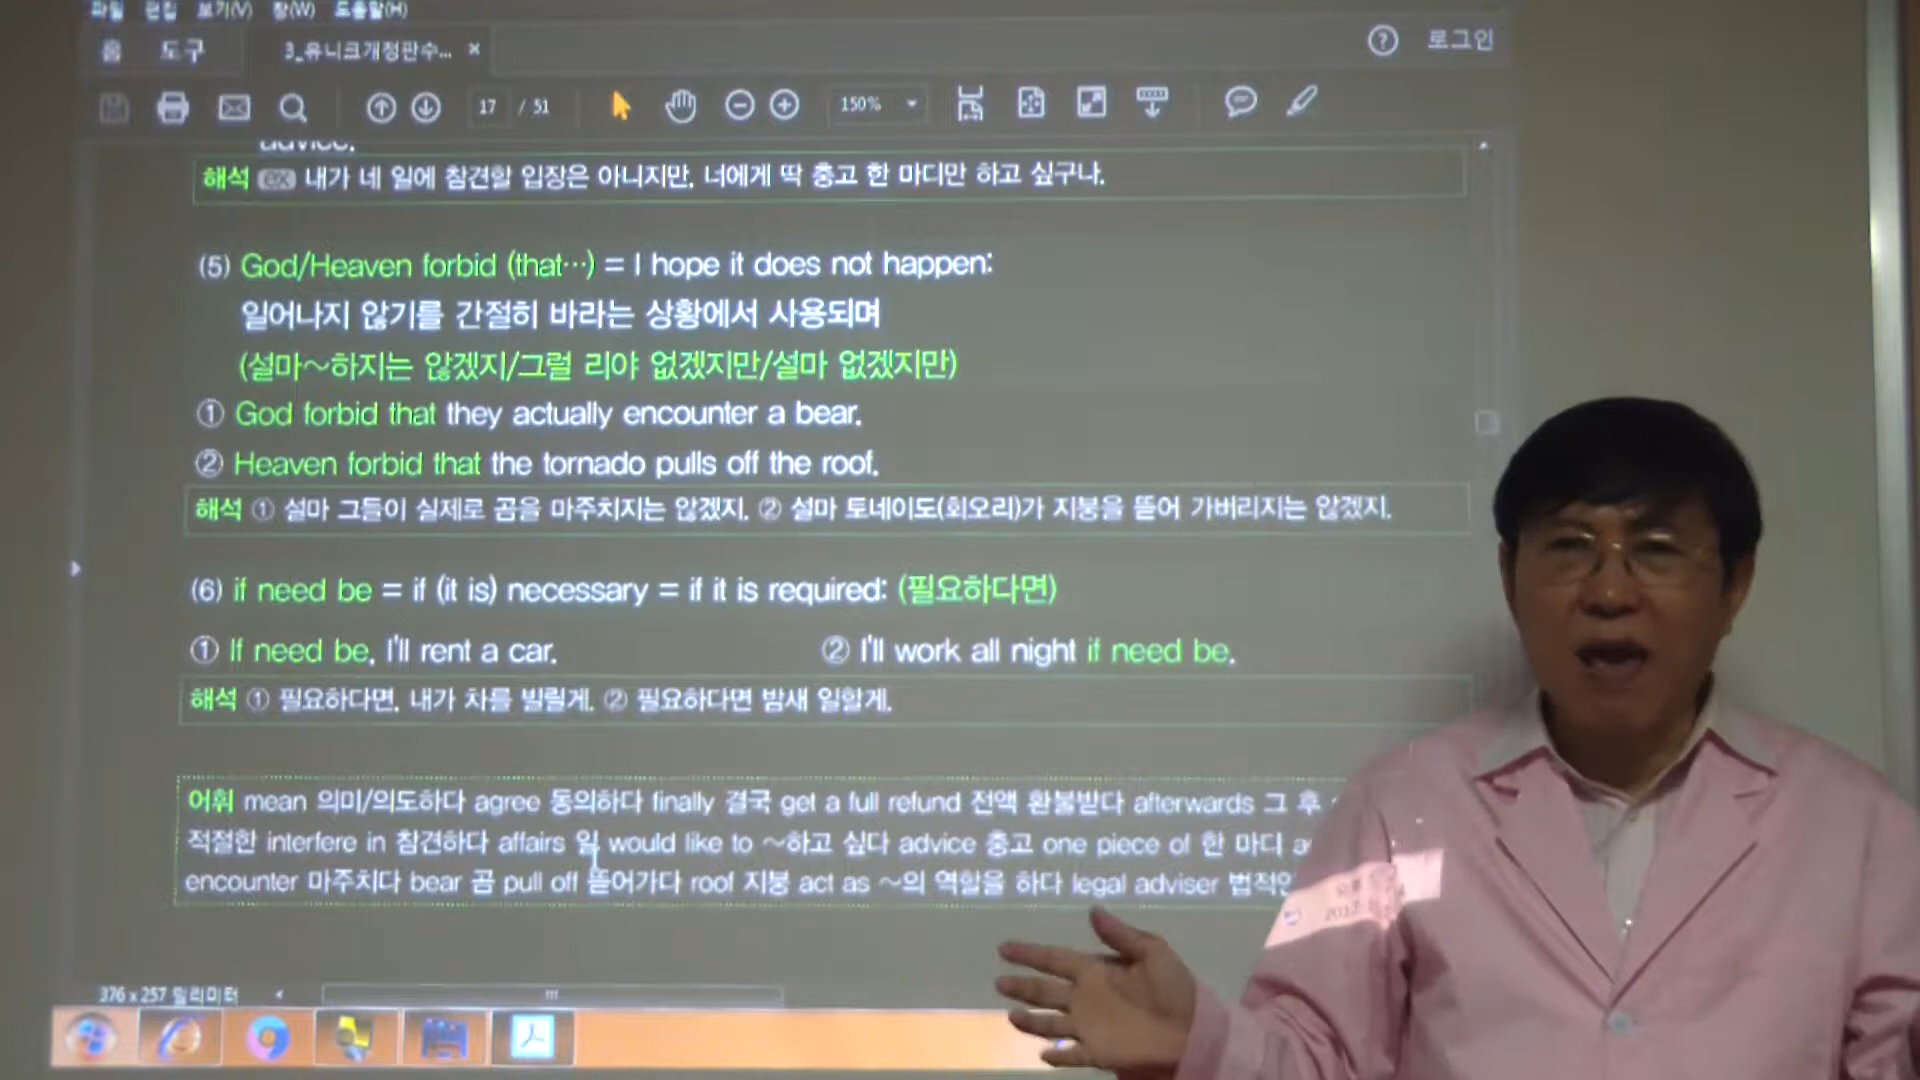 파일 편집 보기(V) 창(W) 도움말(H)
홈 도구 3_유니크개정판수... × ? 로그인
17 / 51 150%
advice.
해석 ex 내가 네 일에 참견할 입장은 아니지만, 너에게 딱 충고 한 마디만 하고 싶구나.
(5) God/Heaven forbid (that…) = I hope it does not happen:
일어나지 않기를 간절히 바라는 상황에서 사용되며
(설마~하지는 않겠지/그럴 리야 없겠지만/설마 없겠지만)
① God forbid that they actually encounter a bear.
② Heaven forbid that the tornado pulls off the roof.
해석 ① 설마 그들이 실제로 곰을 마주치지는 않겠지. ② 설마 토네이도(회오리)가 지붕을 뜯어 가버리지는 않겠지.
(6) if need be = if (it is) necessary = if it is required: (필요하다면)
① If need be, I'll rent a car. ② I'll work all night if need be.
해석 ① 필요하다면, 내가 차를 빌릴게. ② 필요하다면 밤새 일할게.
어휘 mean 의미/의도하다 agree 동의하다 finally 결국 get a full refund 전액 환불받다 afterwards 그 후
적절한 interfere in 참견하다 affairs 일 would like to ~하고 싶다 advice 충고 one piece of 한 마디
encounter 마주치다 bear 곰 pull off 뜯어가다 roof 지붕 act as ~의 역할을 하다 legal adviser
376 x 257 밀리미터
오후